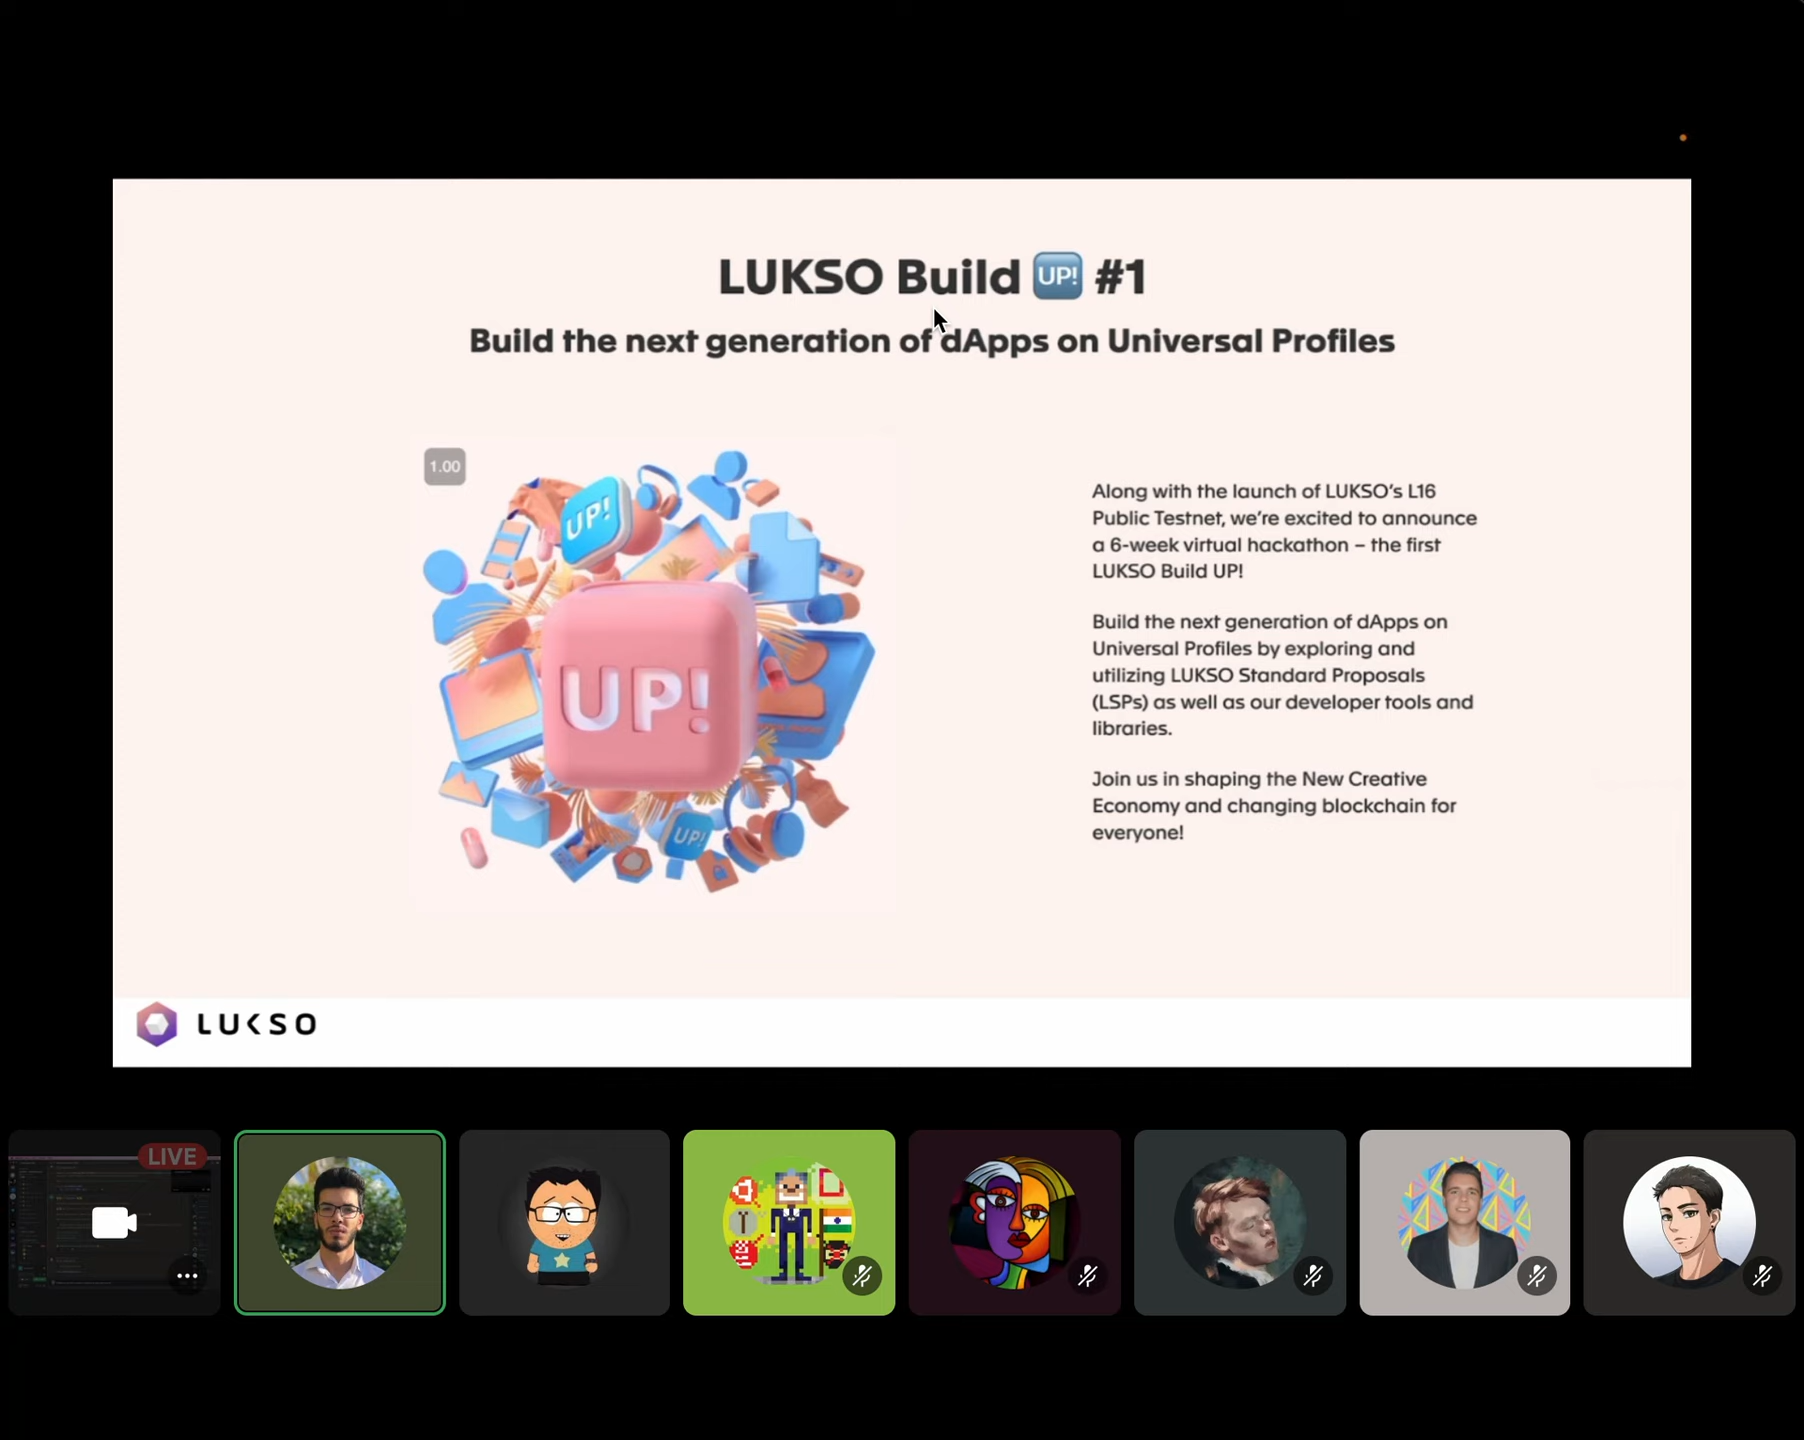 LUKSO Build UP! #1
Build the next generation of dApps on Universal Profiles
1.00
UP!
UP!
UP!
Along with the launch of LUKSO’s L16
Public Testnet, we’re excited to announce
a 6-week virtual hackathon – the first
LUKSO Build UP!
Build the next generation of dApps on
Universal Profiles by exploring and
utilizing LUKSO Standard Proposals
(LSPs) as well as our developer tools and
libraries.
Join us in shaping the New Creative
Economy and changing blockchain for
everyone!
LUKSO
LIVE